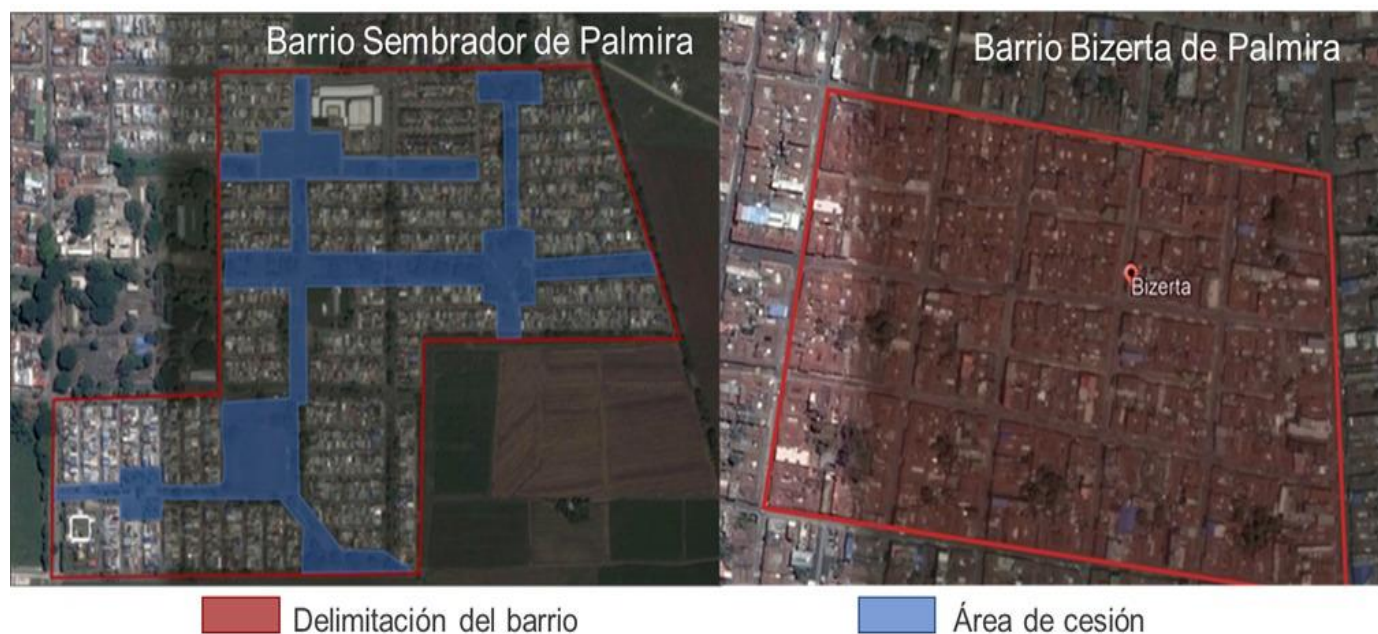 Barrio Sembrador de Palmira
Barrio Bizerta de Palmira
Bizerta
Delimitación del barrio
Área de cesión